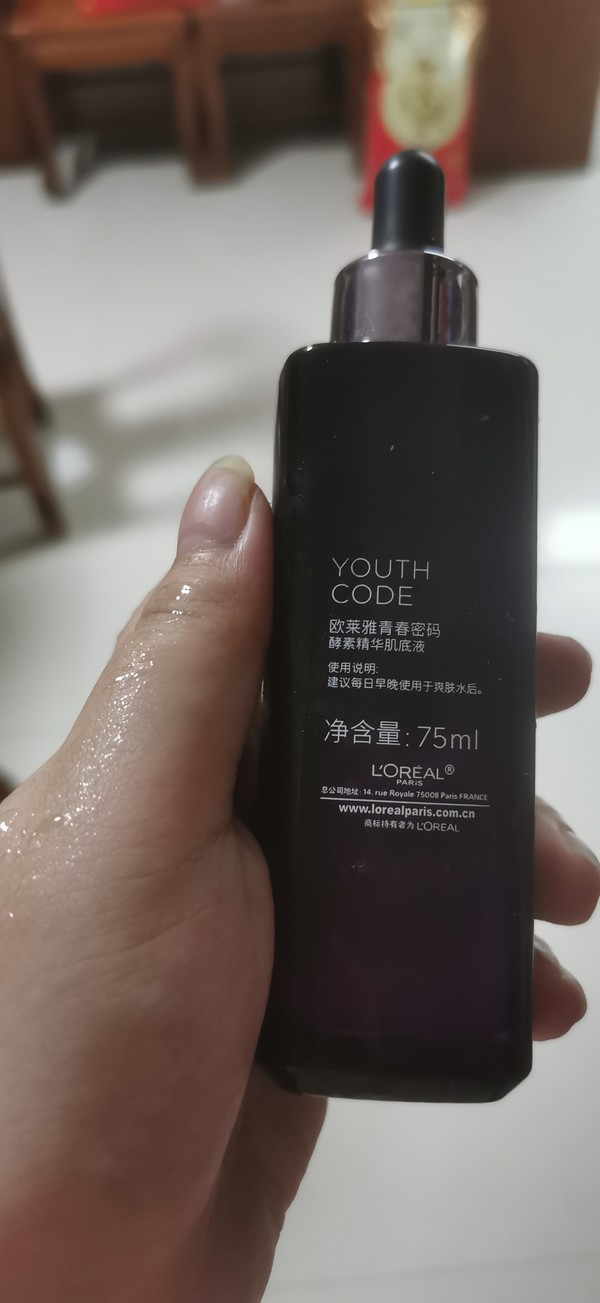 YOUTH
CODE
欧莱雅青春密码
酵素精华肌底液
使用说明:
建议每日早晚使用于爽肤水后。
净含量: 75ml
L'ORÉAL®
PARIS
总公司地址: 14. rue Royale 75008 Paris FRANCE
www.lorealparis.com.cn
商标持有者为 L'ORÉAL